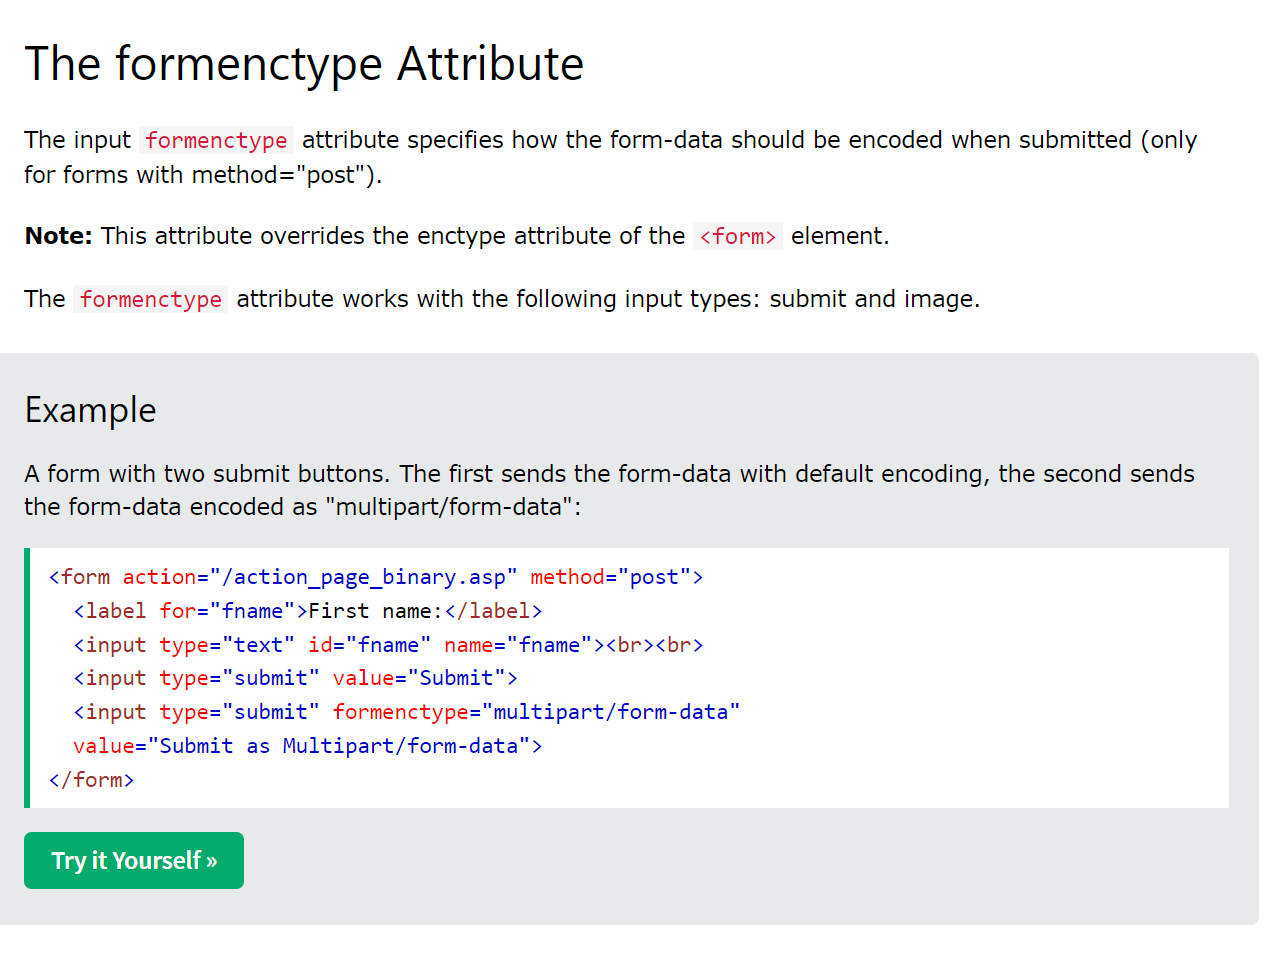 The formenctype Attribute
The input formenctype attribute specifies how the form-data should be encoded when submitted (only
for forms with method="post").
Note: This attribute overrides the enctype attribute of the <form> element.
The formenctype attribute works with the following input types: submit and image.
Example
A form with two submit buttons. The first sends the form-data with default encoding, the second sends
the form-data encoded as "multipart/form-data":
<form action="/action_page_binary.asp" method="post">
  <label for="fname">First name:</label>
  <input type="text" id="fname" name="fname"><br><br>
  <input type="submit" value="Submit">
  <input type="submit" formenctype="multipart/form-data"
  value="Submit as Multipart/form-data">
</form>
Try it Yourself »